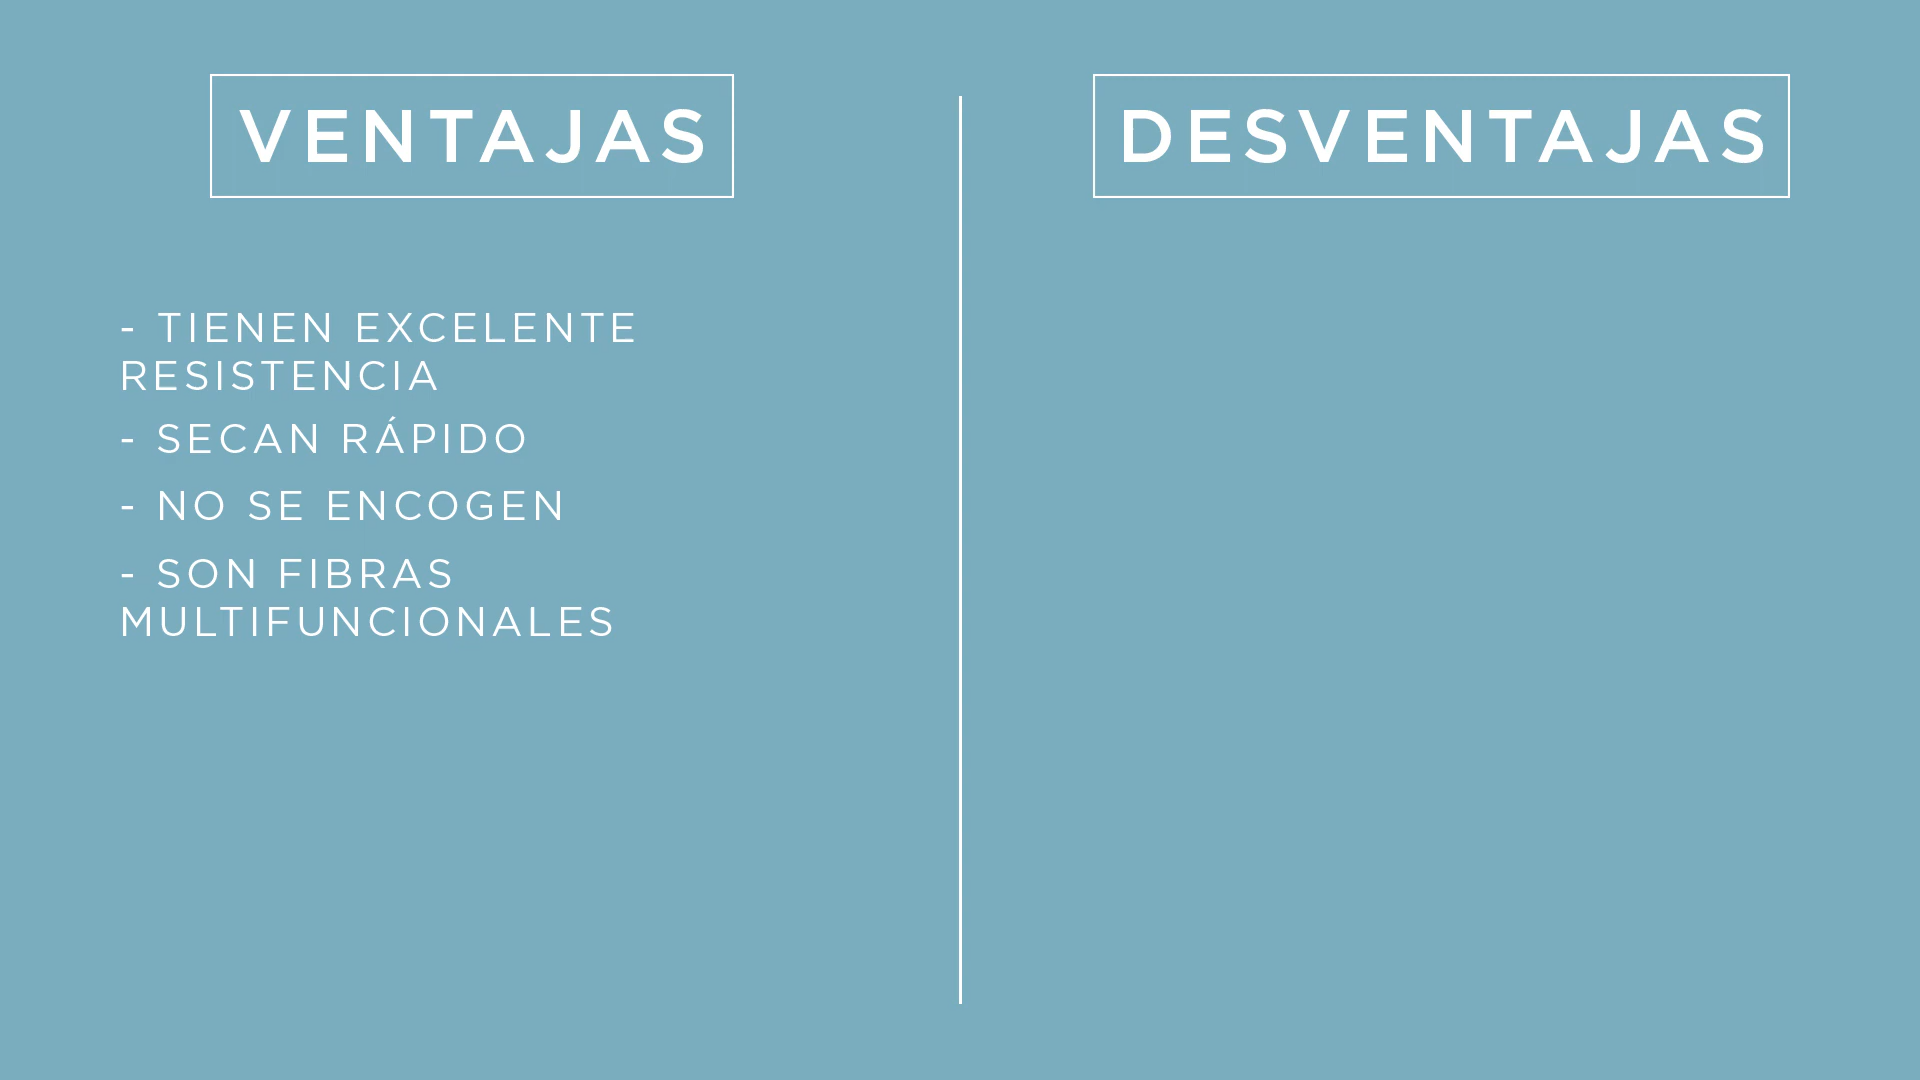 VENTAJAS
DESVENTAJAS
- TIENEN EXCELENTE
RESISTENCIA
- SECAN RÁPIDO
- NO SE ENCOGEN
- SON FIBRAS
MULTIFUNCIONALES